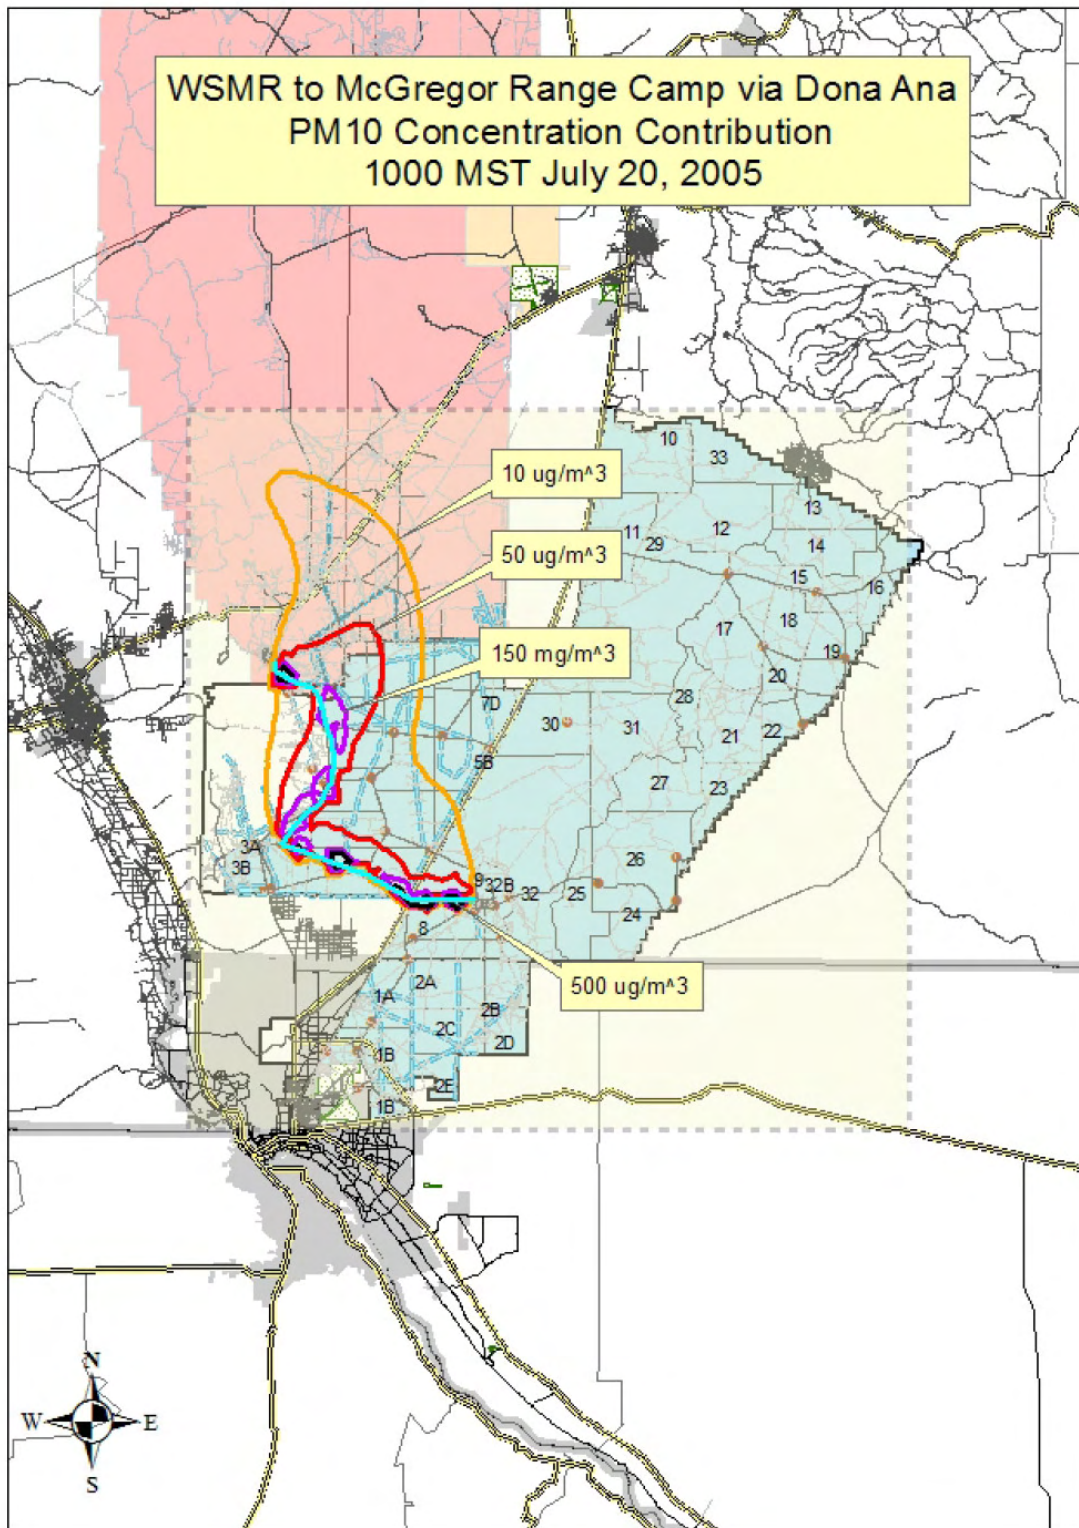 WSMR to McGregor Range Camp via Dona Ana
PM10 Concentration Contribution
1000 MST July 20, 2005
10
33
10 ug/m^3
13
11
29
12
14
50 ug/m^3
15
16
17
18
150 mg/m^3
19
20
7D
28
30
31
21
22
5B
27
23
3A
3B
26
9
32B
32
25
24
8
500 ug/m^3
2A
1A
2B
2C
2D
1B
2E
1B
N
W
E
S